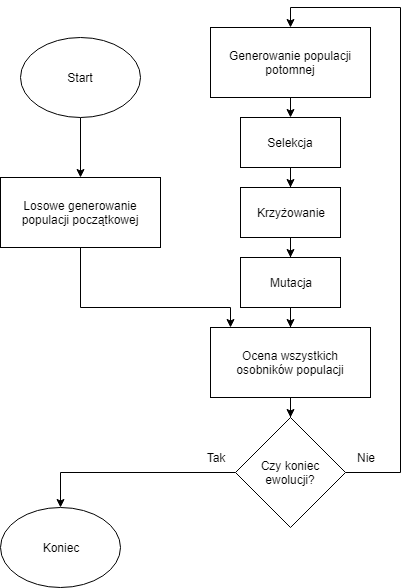 Start
Losowe generowanie
populacji początkowej
Generowanie populacji
potomnej
Selekcja
Krzyżowanie
Mutacja
Ocena wszystkich
osobników populacji
Czy koniec
ewolucji?
Tak
Nie
Koniec